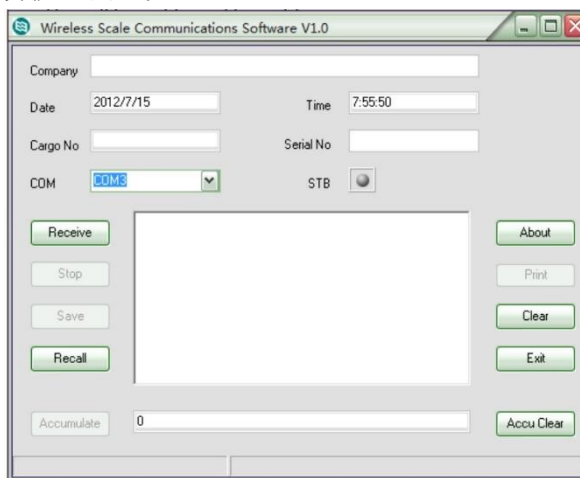 Wireless Scale Communications Software V1.0
Company
Date 2012/7/15 Time 7:55:50
Cargo No Serial No
COM COM3 STB
Receive About
Stop Print
Save Clear
Recall Exit
Accumulate 0 Accu Clear